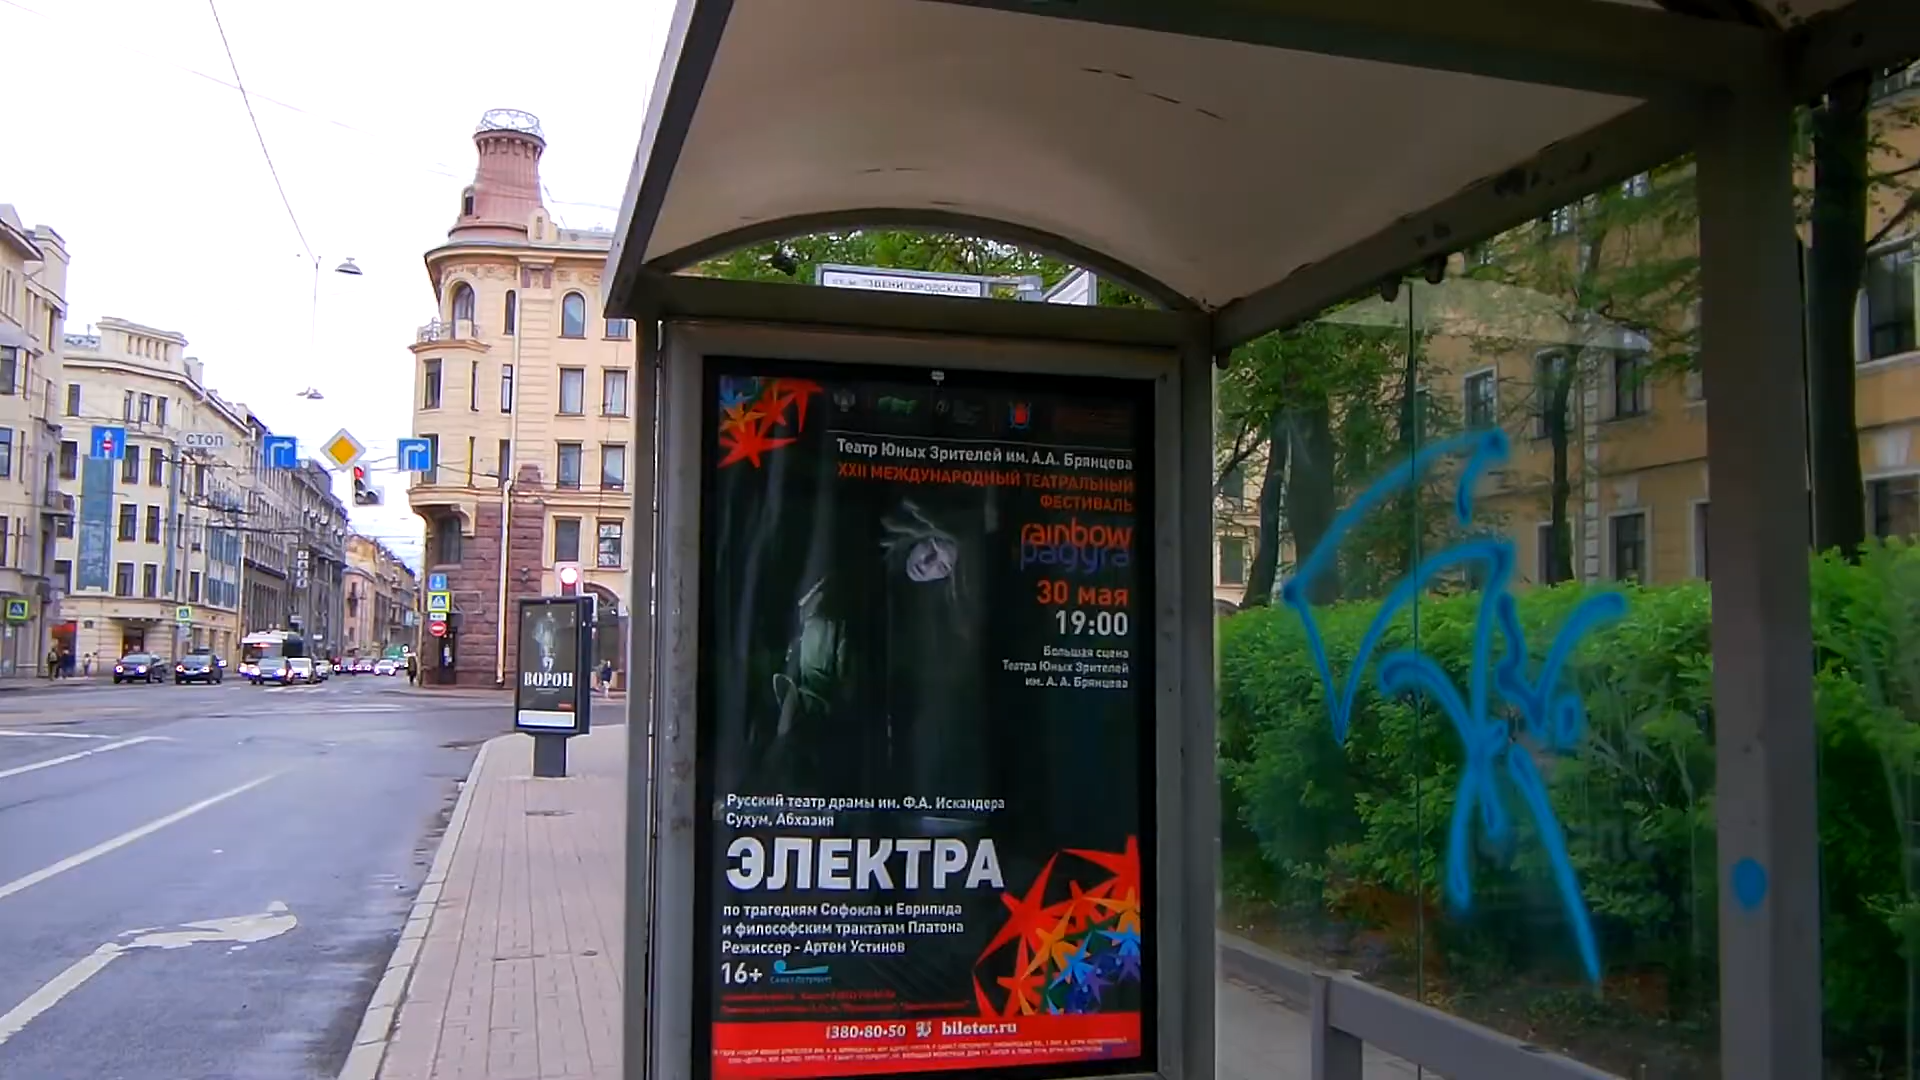 "ЗВЕНИГОРОДСКАЯ"
СТОП
Театр Юных Зрителей им. А.А. Брянцева
XXII МЕЖДУНАРОДНЫЙ ТЕАТРАЛЬНЫЙ
ФЕСТИВАЛЬ
rainbow
радуга
30 мая
19:00
Большая сцена
Театра Юных Зрителей
им. А. А. Брянцева
ВОРОН
Русский театр драмы им. Ф.А. Искандера
Сухум, Абхазия
ЭЛЕКТРА
по трагедиям Софокла и Еврипида
и философским трактатам Платона
Режиссер - Артем Устинов
16+
380•80•50 bileter.ru